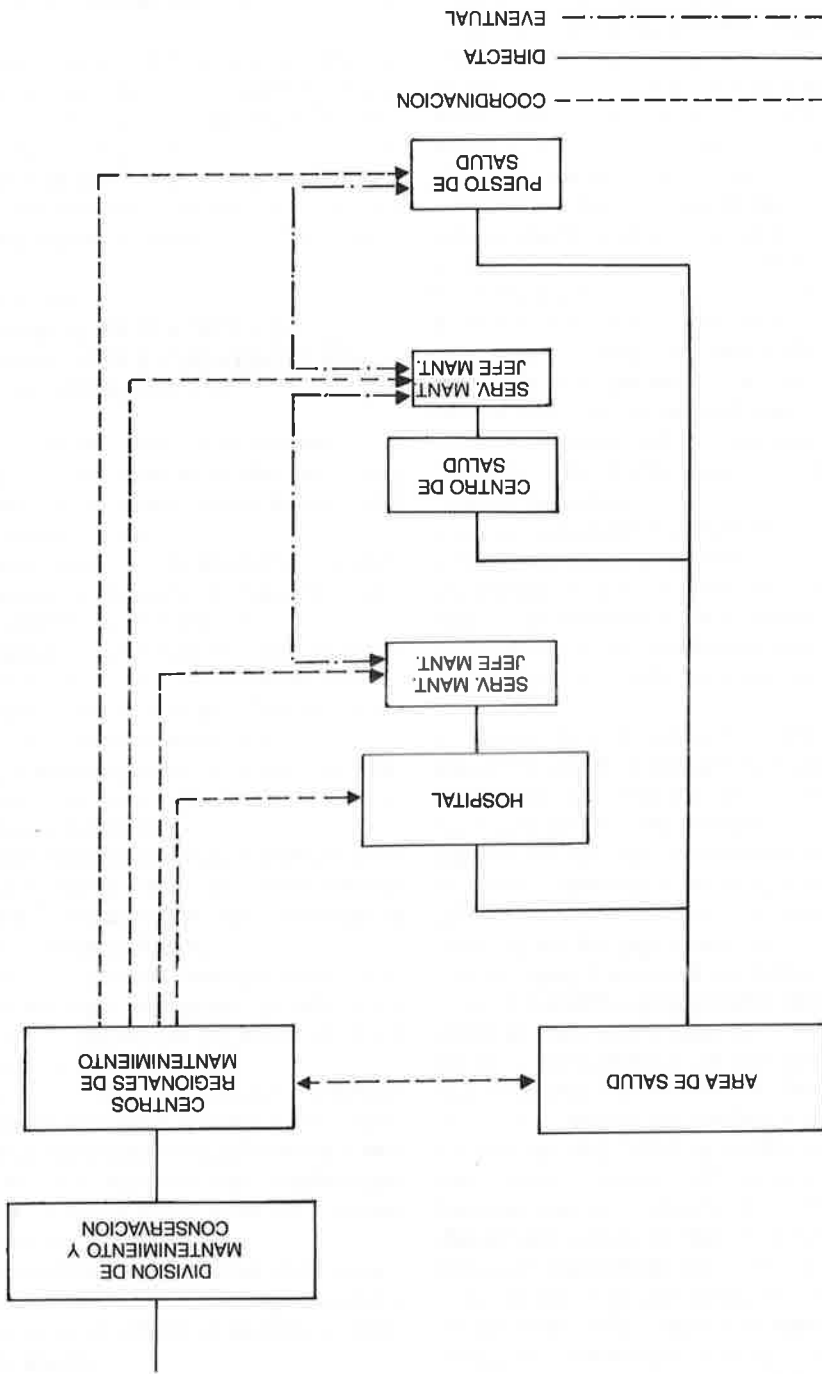 DIVISION DE
MANTENIMIENTO Y
CONSERVACION
AREA DE SALUD
CENTROS
REGIONALES DE
MANTENIMIENTO
HOSPITAL
SERV. MANT.
JEFE MANT.
CENTRO DE
SALUD
SERV. MANT.
JEFE MANT.
PUESTO DE
SALUD
COORDINACION
DIRECTA
EVENTUAL